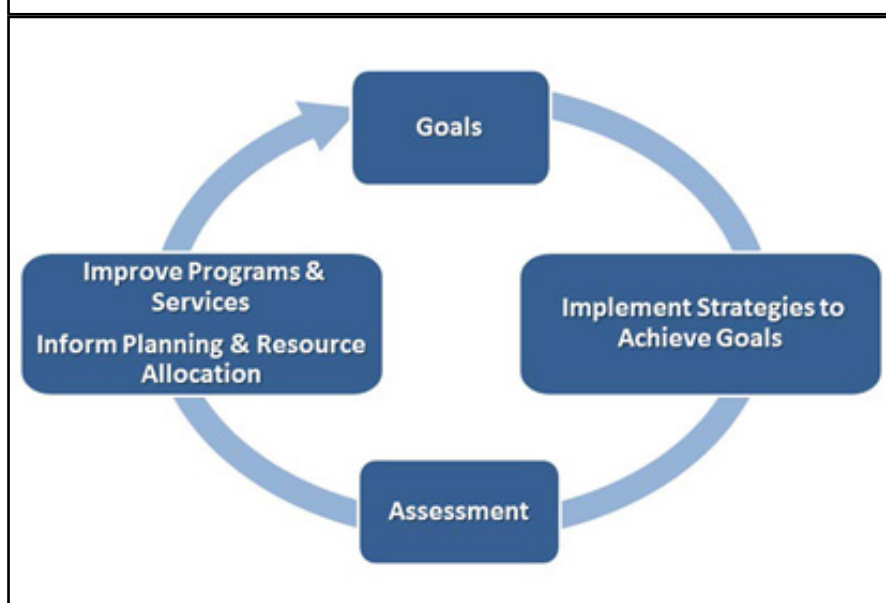 Goals
Implement Strategies to
Achieve Goals
Assessment
Improve Programs &
Services
Inform Planning & Resource
Allocation